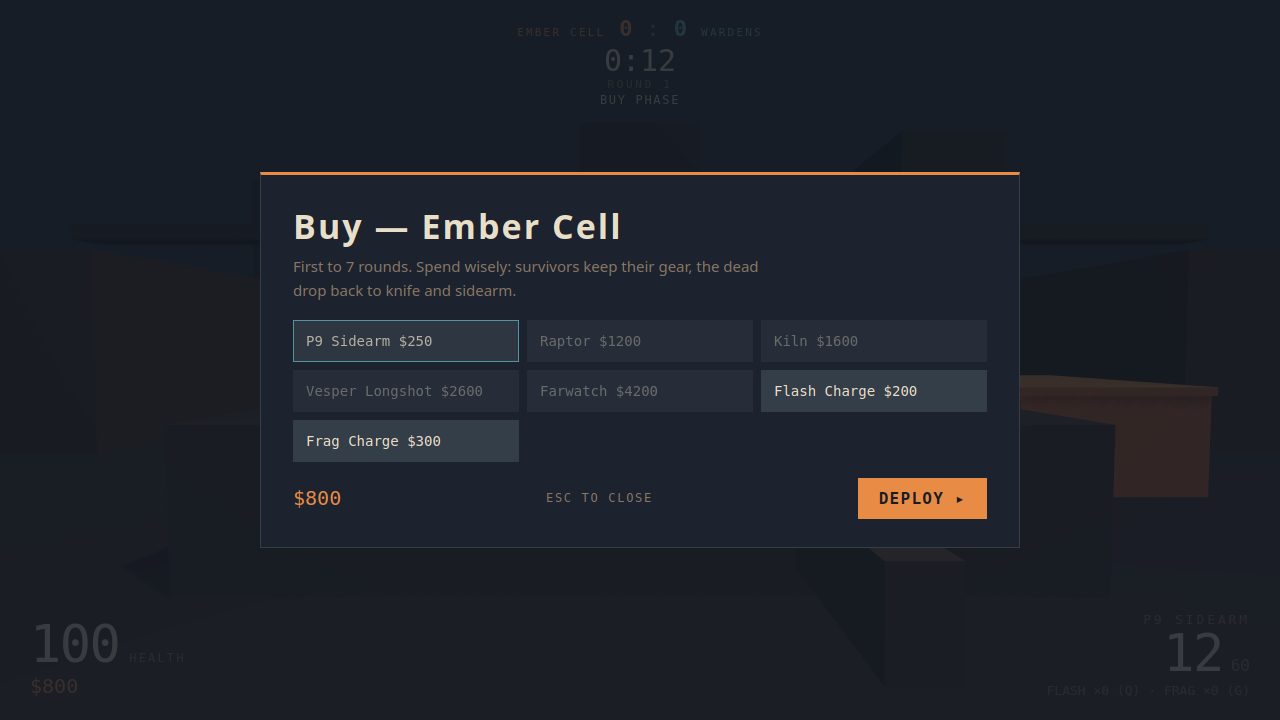 EMBER CELL 0 : 0 WARDENS
0:12
ROUND 1
BUY PHASE
Buy — Ember Cell
First to 7 rounds. Spend wisely: survivors keep their gear, the dead
drop back to knife and sidearm.
P9 Sidearm $250
Raptor $1200
Kiln $1600
Vesper Longshot $2600
Farwatch $4200
Flash Charge $200
Frag Charge $300
$800
ESC TO CLOSE
DEPLOY ▸
100 HEALTH
$800
P9 SIDEARM
12 60
FLASH ×0 (Q) · FRAG ×0 (G)